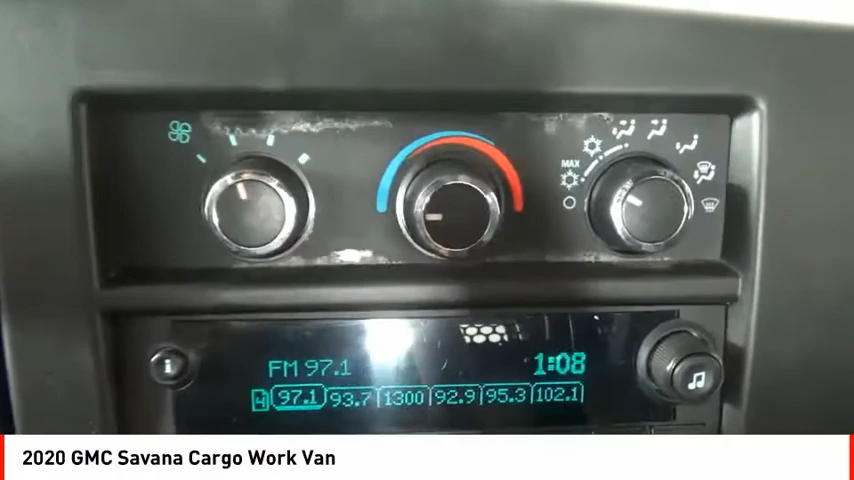 MAX
i
FM 97.1 1:08
4 97.1 93.7 1300 92.9 95.3 102.1
2020 GMC Savana Cargo Work Van